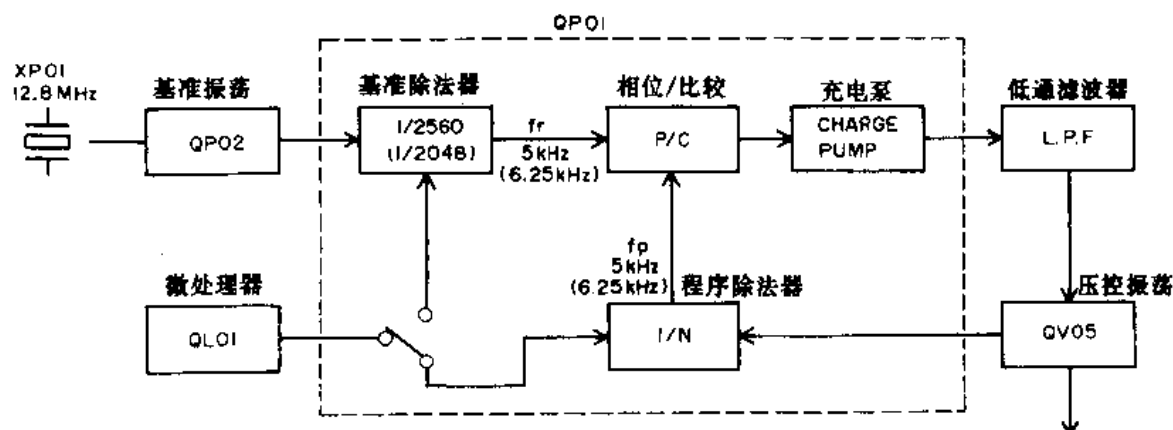 QP01
XP01
12.8MHz
基准振荡
QP02
基准除法器
1/2560
(1/2048)
fr
5kHz
(6.25kHz)
相位/比较
P/C
充电泵
CHARGE
PUMP
低通滤波器
L.P.F
微处理器
QL01
fp
5kHz
(6.25kHz)
程序除法器
1/N
压控振荡
QV05